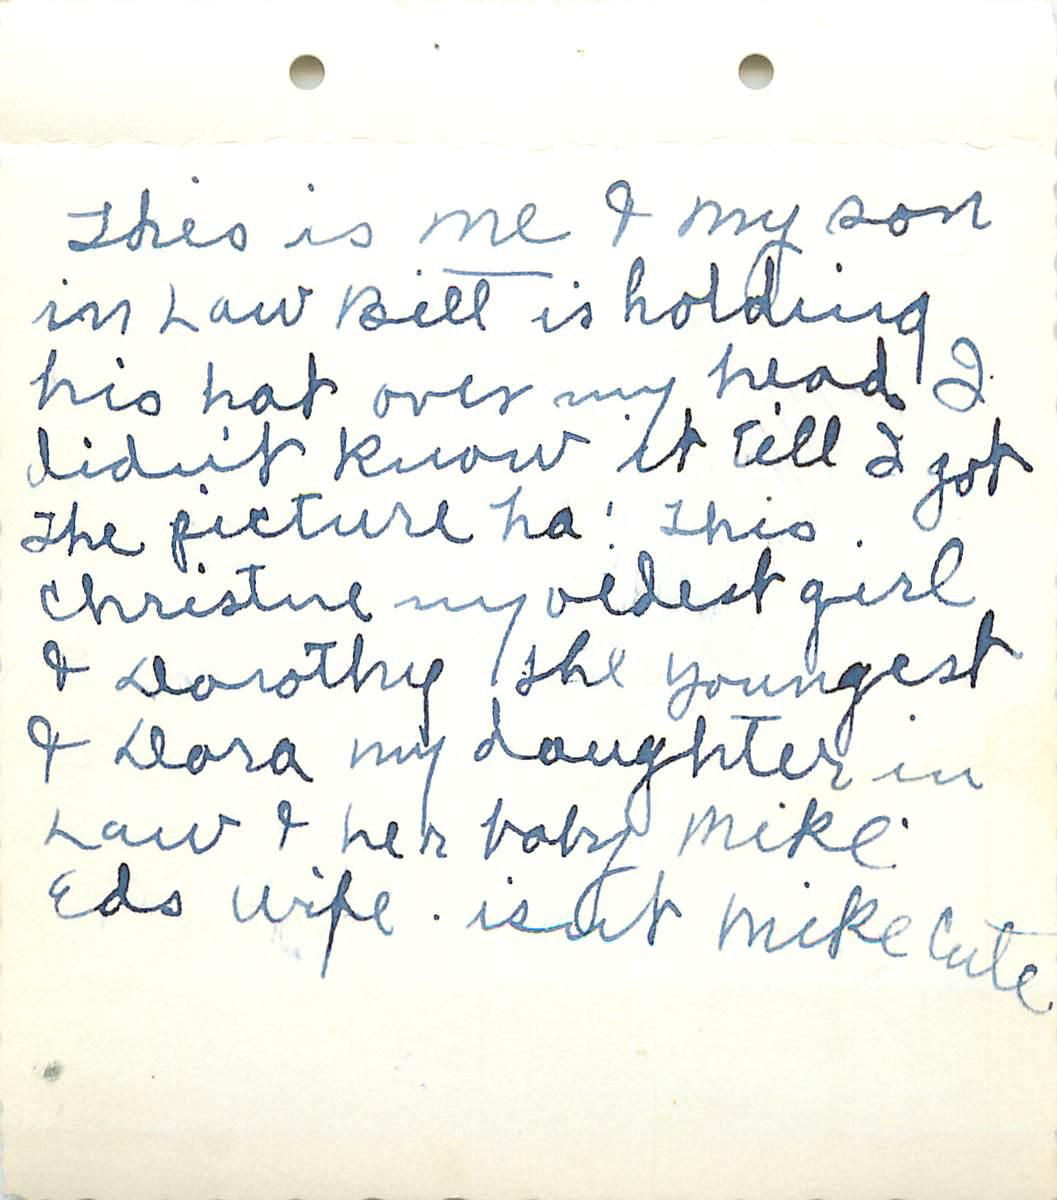 This is me & my son
in Law Bill is holding
his hat over my head I
didn't know it till I got
the picture ha! This.
Christine my oldest girl
& Dorothy the youngest
& Dora my daughter in
Law & her baby Mike.
Eds wife. isn't Mike Cute